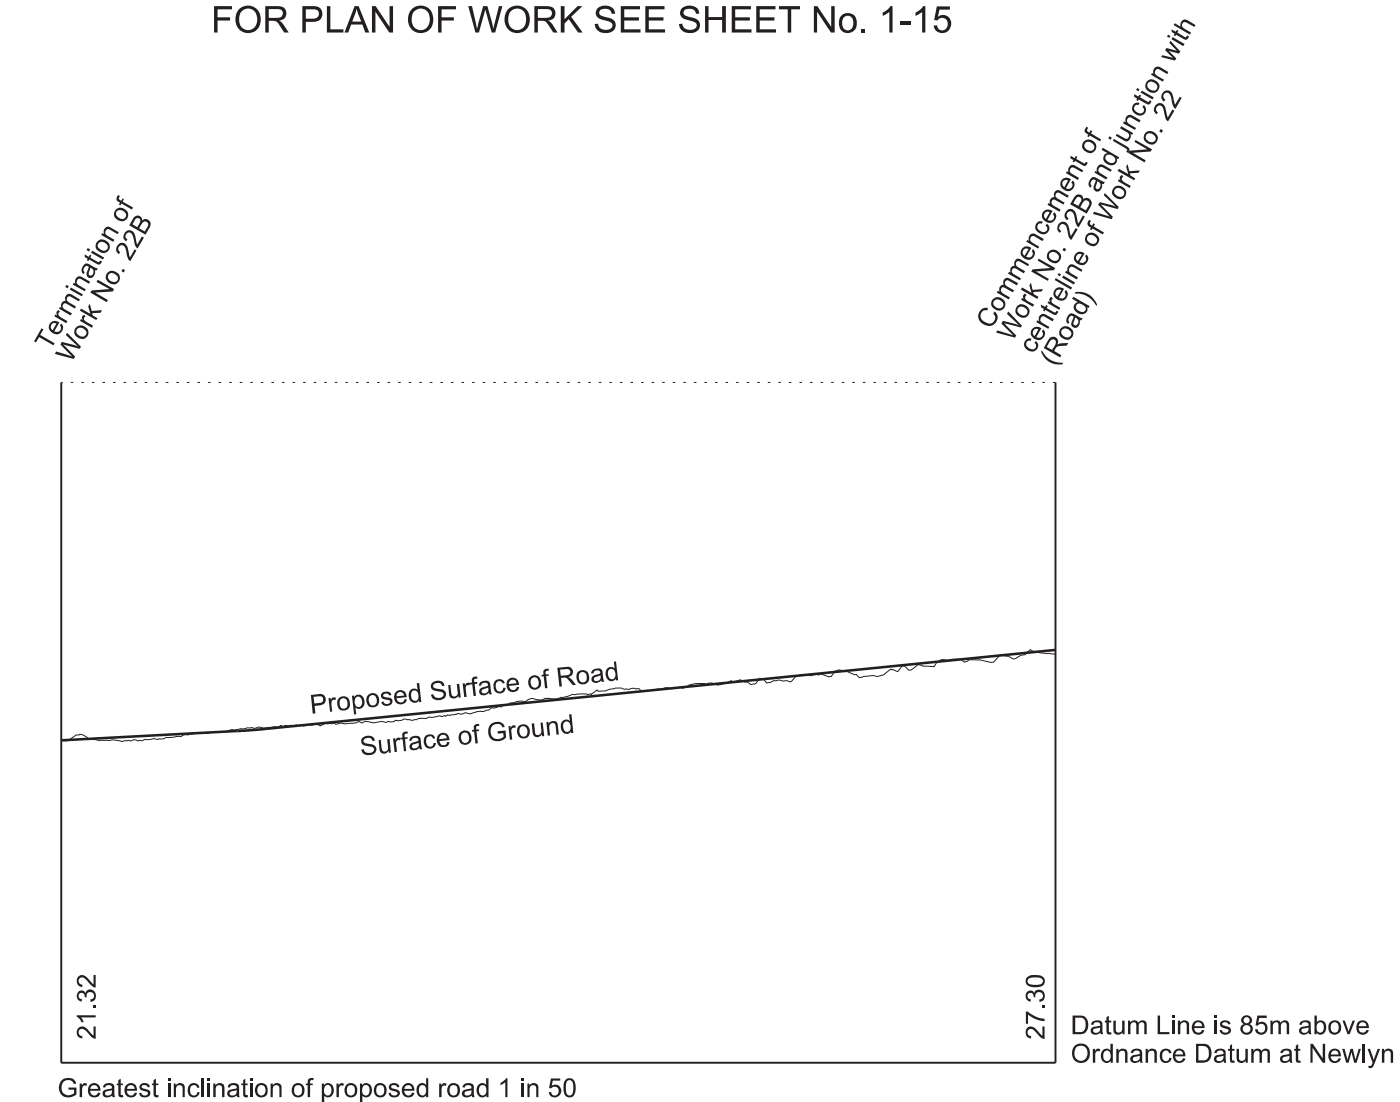 FOR PLAN OF WORK SEE SHEET No. 1-15
Termination of
Work No. 22B
Commencement of
Work No. 22B and junction with
centreline of Work No. 22
(Road)
Proposed Surface of Road
Surface of Ground
21.32
27.30
Datum Line is 85m above
Ordnance Datum at Newlyn
Greatest inclination of proposed road 1 in 50